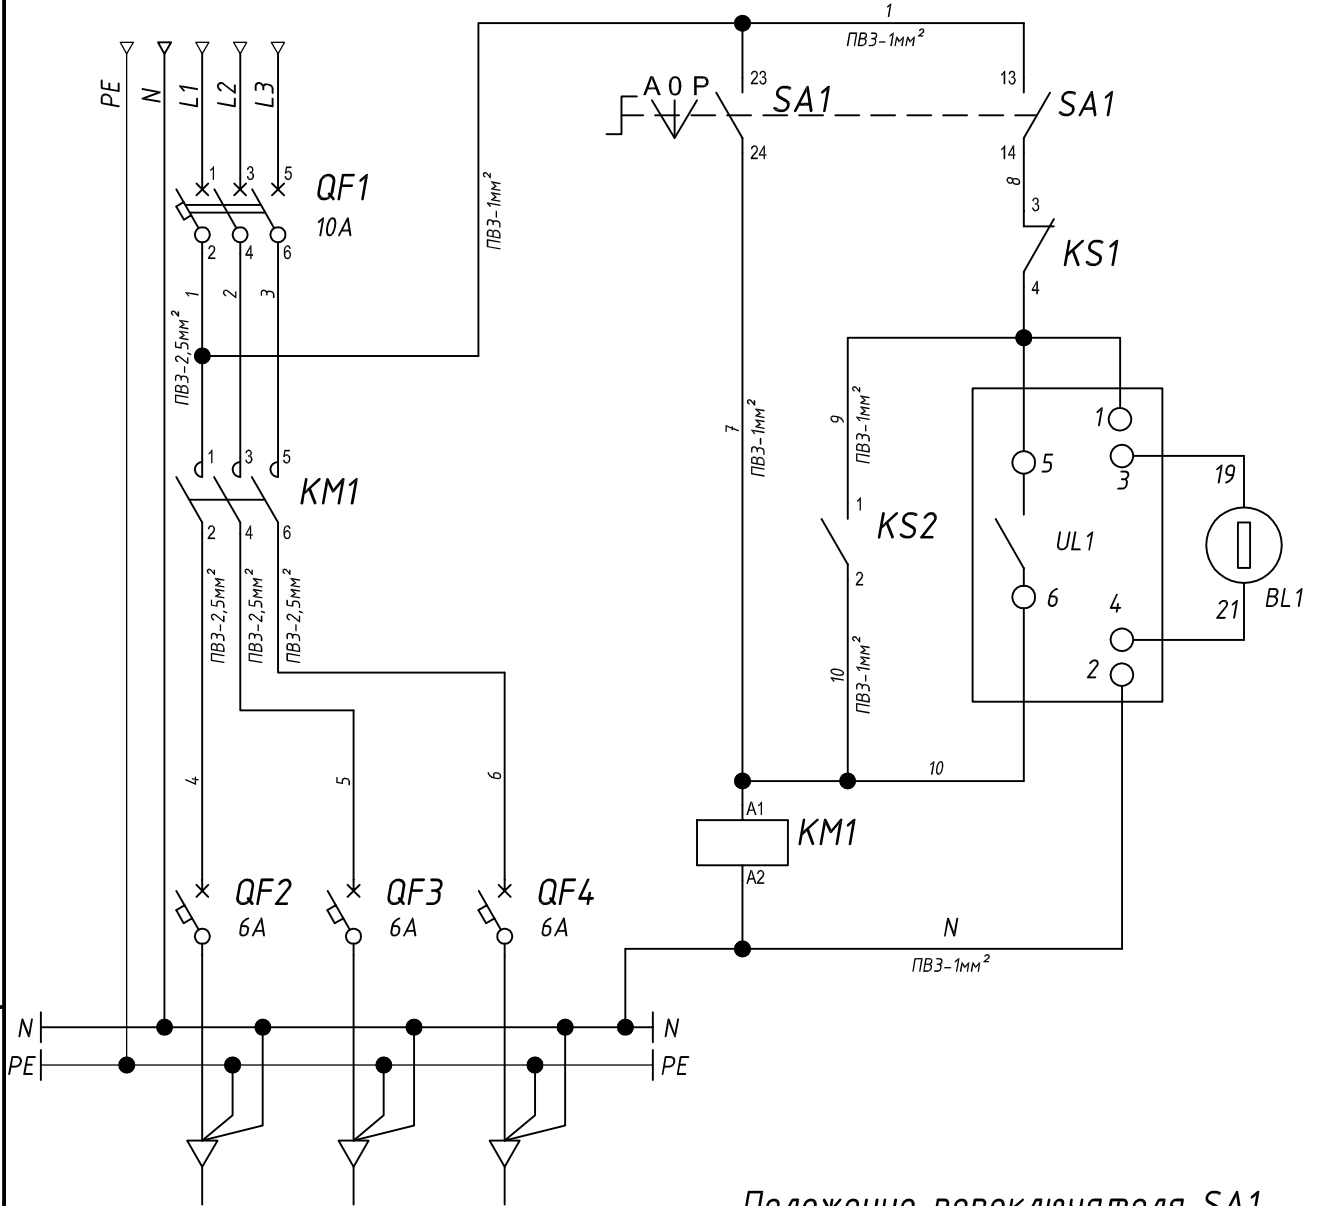 1
ПВ3-1мм²
PE
N
L1
L2
L3
A 0 P
23
SA1
13
SA1
24
14
8
1
3
5
QF1
10A
2
4
6
ПВ3-1мм²
3
KS1
4
1
2
3
ПВ3-2,5мм²
7
ПВ3-1мм²
9
ПВ3-1мм²
1
3
5
KM1
2
4
6
ПВ3-2,5мм²
ПВ3-2,5мм²
ПВ3-2,5мм²
1
KS2
2
10
ПВ3-1мм²
1
5
3
19
UL1
6
4
21
BL1
2
4
5
6
10
A1
KM1
A2
QF2
6A
QF3
6A
QF4
6A
N
ПВ3-1мм²
N
N
PE
PE
Положение переключателя SA1